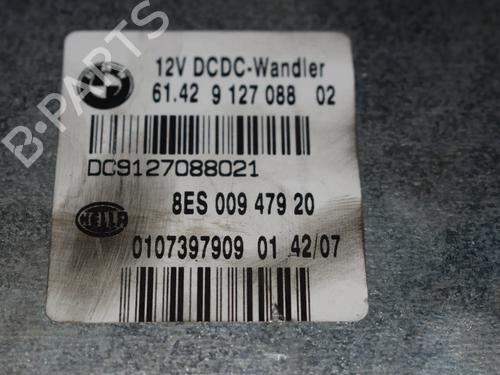 12V DCDC-Wandler
61.42 9 127 088 02
DC9127088021
8ES 009 479 20
HELLA
0107397909 01 42/07
B-PARTS